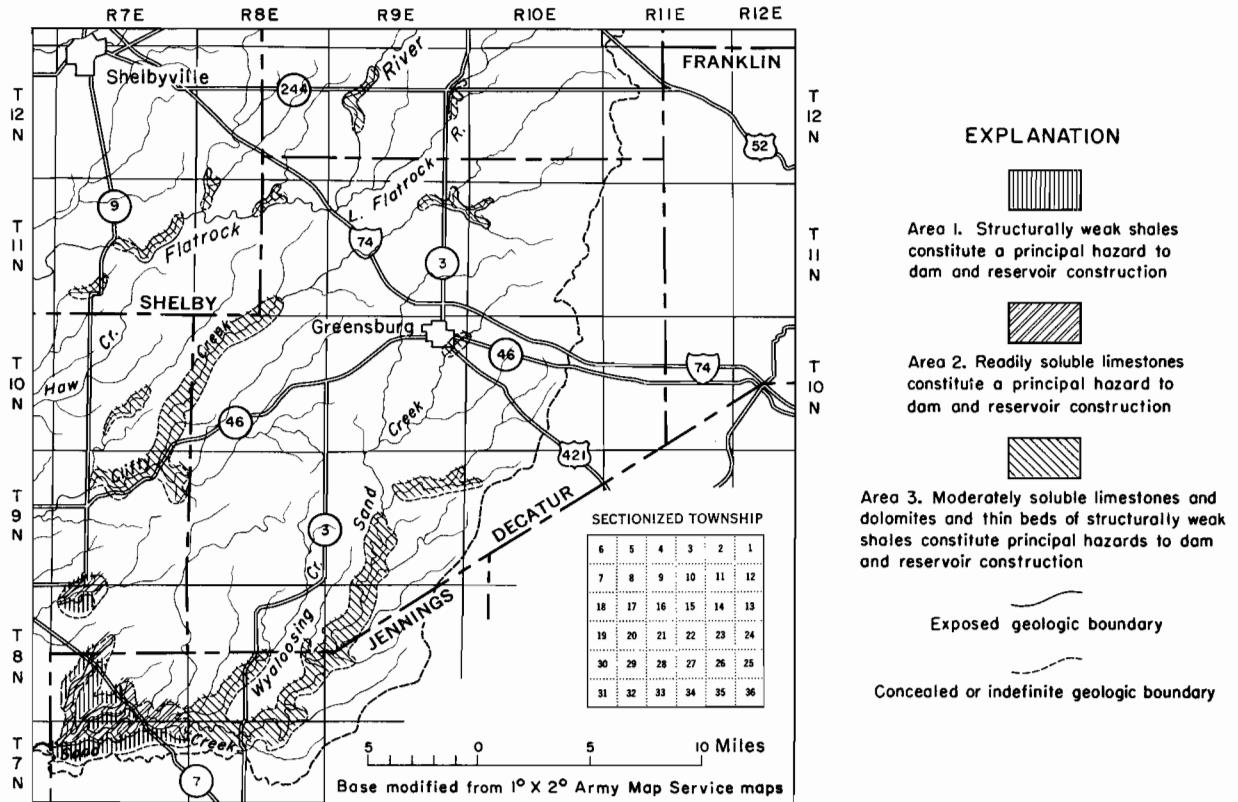 R7E R8E R9E R10E R11E R12E
T
12
N
T
11
N
T
10
N
T
9
N
T
8
N
T
7
N
T
12
N
T
11
N
T
10
N
Shelbyville
244
River
R.
FRANKLIN
52
9
Flatrock
L. Flatrock
74
3
SHELBY
Greensburg
Cr.
Creek
Haw
46
46
74
Creek
421
Clifty
Sand
3
Cr.
DECATUR
JENNINGS
Wyaloosing
Sand Creek
7
SECTIONIZED TOWNSHIP
6 5 4 3 2 1
7 8 9 10 11 12
18 17 16 15 14 13
19 20 21 22 23 24
30 29 28 27 26 25
31 32 33 34 35 36
5 0 5 10 Miles
Base modified from 1° X 2° Army Map Service maps
EXPLANATION
Area 1. Structurally weak shales
constitute a principal hazard to
dam and reservoir construction
Area 2. Readily soluble limestones
constitute a principal hazard to
dam and reservoir construction
Area 3. Moderately soluble limestones and
dolomites and thin beds of structurally weak
shales constitute principal hazards to dam
and reservoir construction
Exposed geologic boundary
Concealed or indefinite geologic boundary